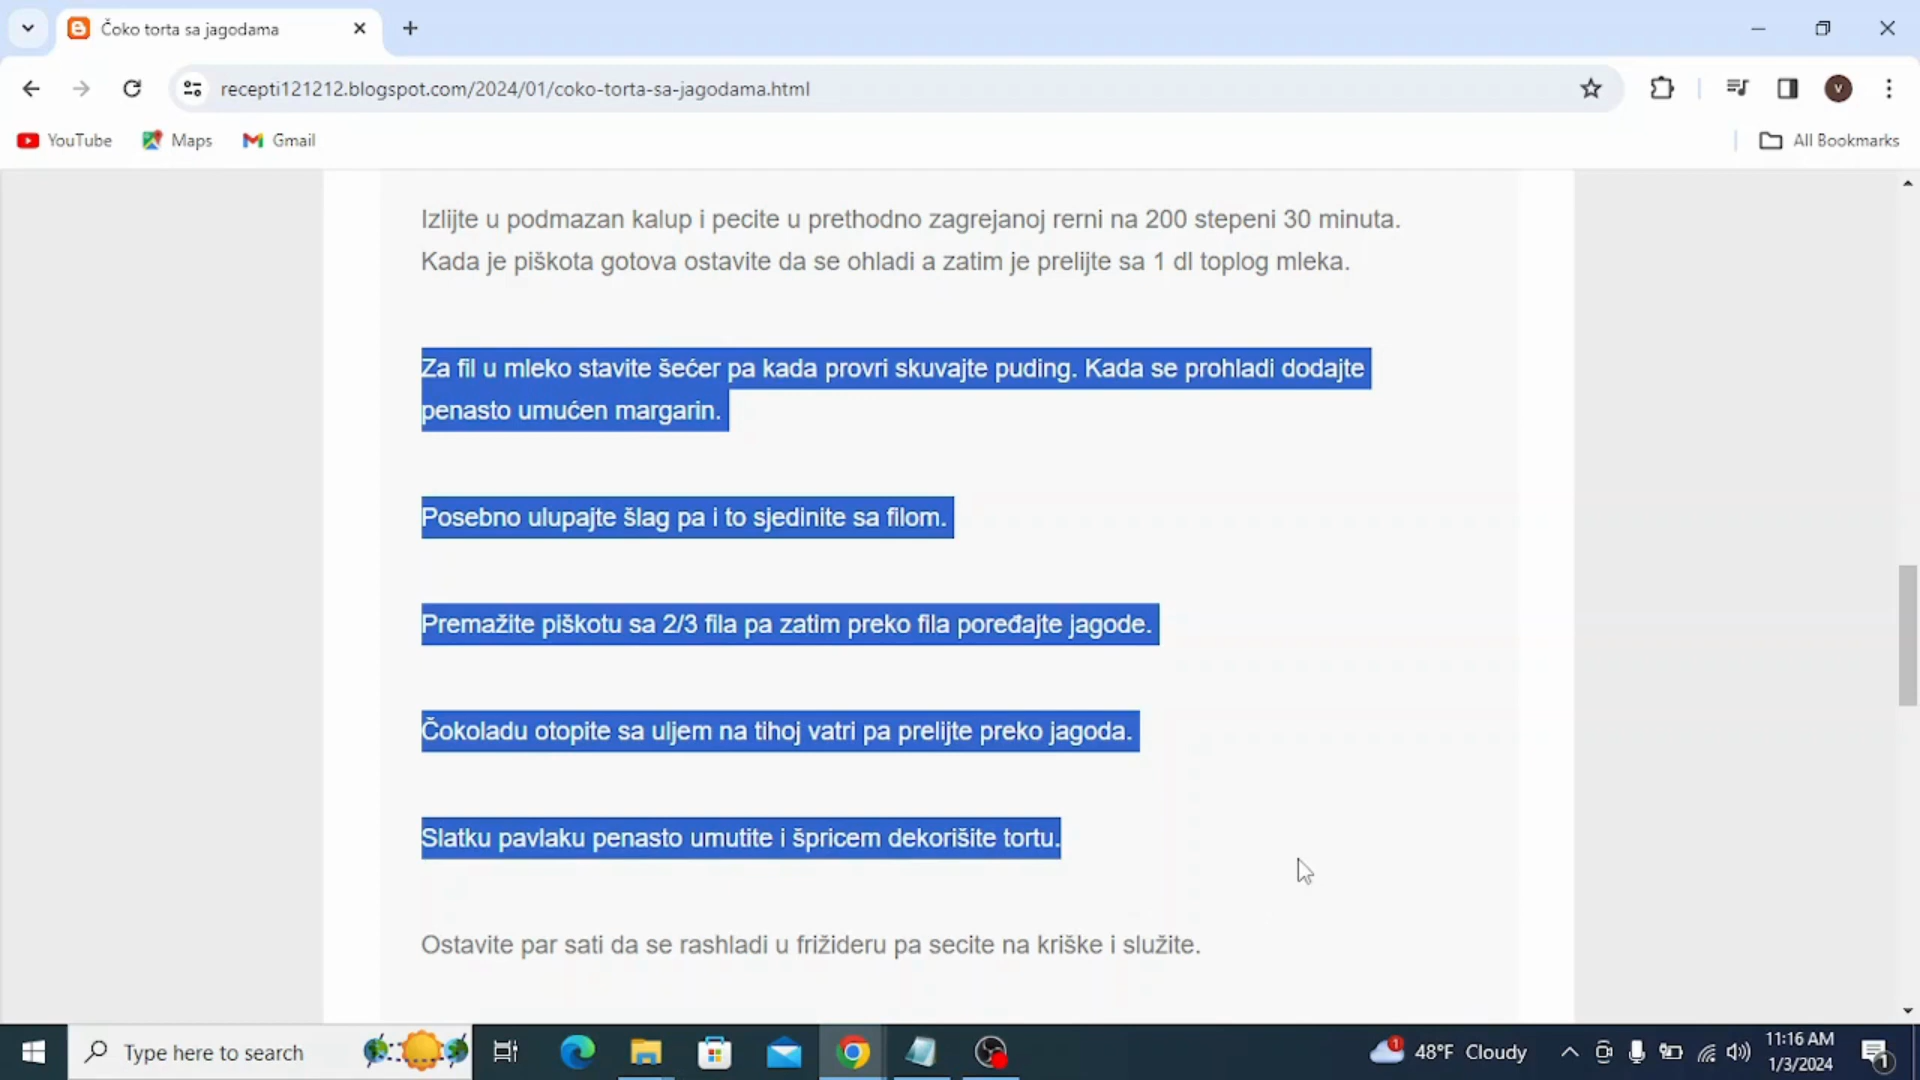 Čoko torta sa jagodama
recepti121212.blogspot.com/2024/01/coko-torta-sa-jagodama.html
V
YouTube
Maps
Gmail
All Bookmarks
Izlijte u podmazan kalup i pecite u prethodno zagrejanoj rerni na 200 stepeni 30 minuta.
Kada je piškota gotova ostavite da se ohladi a zatim je prelijte sa 1 dl toplog mleka.
Za fil u mleko stavite šećer pa kada provri skuvajte puding. Kada se prohladi dodajte
penasto umućen margarin.
Posebno ulupajte šlag pa i to sjedinite sa filom.
Premažite piškotu sa 2/3 fila pa zatim preko fila poređajte jagode.
Čokoladu otopite sa uljem na tihoj vatri pa prelijte preko jagoda.
Slatku pavlaku penasto umutite i špricem dekorišite tortu.
Ostavite par sati da se rashladi u frižideru pa secite na kriške i služite.
Type here to search
1
48°F Cloudy
11:16 AM
1/3/2024
1